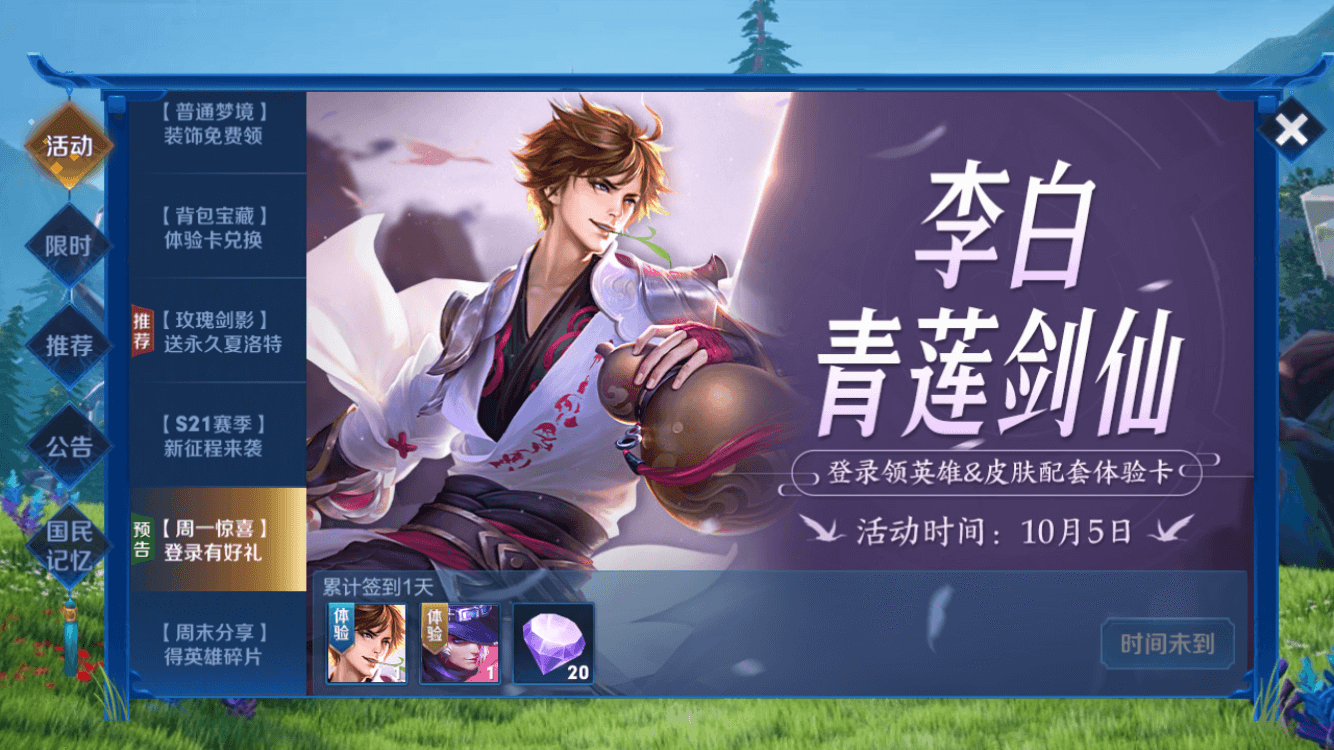 活动
限时
推荐
公告
国民
记忆
【普通梦境】
装饰免费领
【背包宝藏】
体验卡兑换
推荐
【玫瑰剑影】
送永久夏洛特
【S21赛季】
新征程来袭
预告
【周一惊喜】
登录有好礼
【周末分享】
得英雄碎片
李白
青莲剑仙
登录领英雄&皮肤配套体验卡
活动时间：10月5日
累计签到1天
体验
1
体验
1
20
时间未到